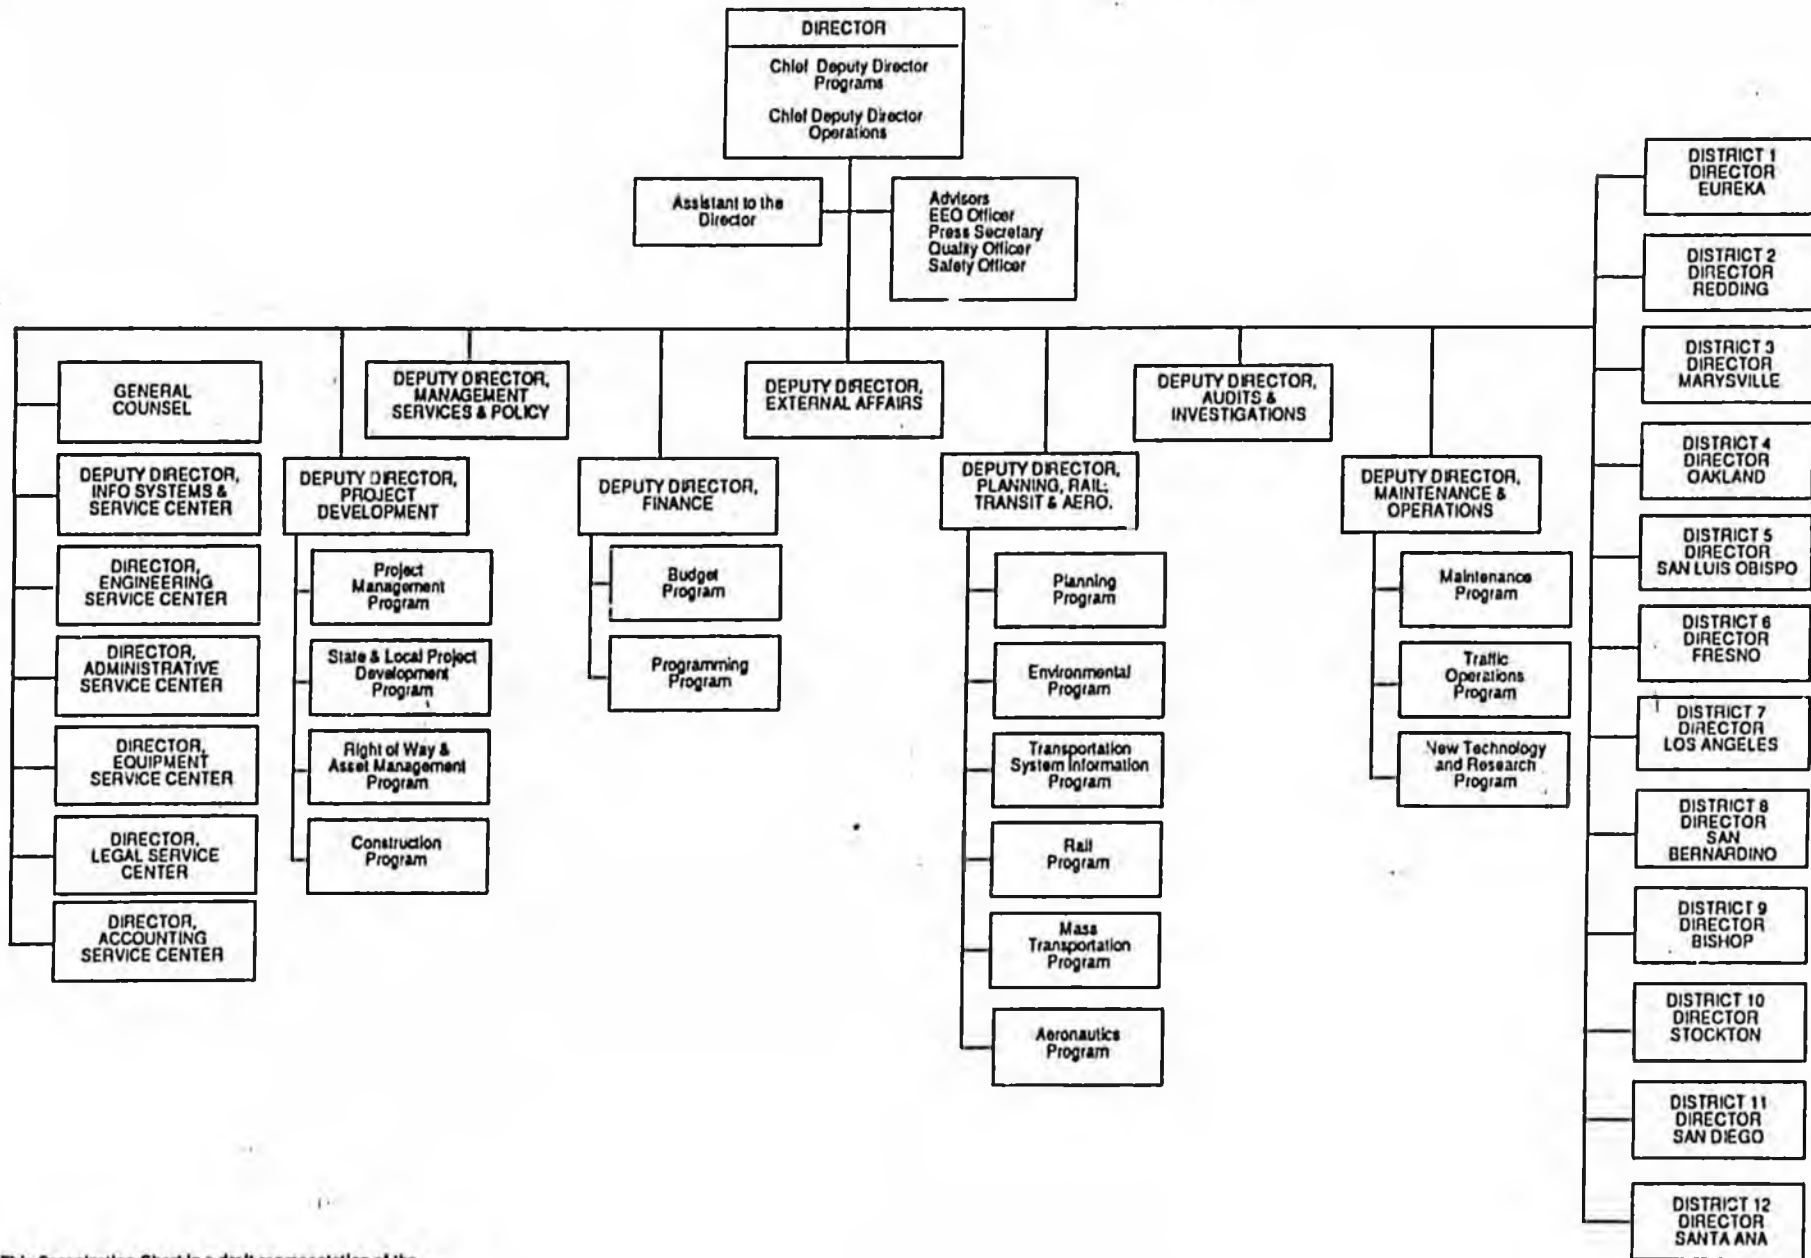 DIRECTOR
Chief Deputy Director
Programs
Chief Deputy Director
Operations
Assistant to the
Director
Advisors
EEO Officer
Press Secretary
Quality Officer
Safety Officer
GENERAL
COUNSEL
DEPUTY DIRECTOR,
INFO SYSTEMS &
SERVICE CENTER
DIRECTOR,
ENGINEERING
SERVICE CENTER
DIRECTOR,
ADMINISTRATIVE
SERVICE CENTER
DIRECTOR,
EQUIPMENT
SERVICE CENTER
DIRECTOR,
LEGAL SERVICE
CENTER
DIRECTOR,
ACCOUNTING
SERVICE CENTER
DEPUTY DIRECTOR,
PROJECT
DEVELOPMENT
Project
Management
Program
State & Local Project
Development
Program
Right of Way &
Asset Management
Program
Construction
Program
DEPUTY DIRECTOR,
MANAGEMENT
SERVICES & POLICY
DEPUTY DIRECTOR,
FINANCE
Budget
Program
Programming
Program
DEPUTY DIRECTOR,
EXTERNAL AFFAIRS
DEPUTY DIRECTOR,
PLANNING, RAIL,
TRANSIT & AERO.
Planning
Program
Environmental
Program
Transportation
System Information
Program
Rail
Program
Mass
Transportation
Program
Aeronautics
Program
DEPUTY DIRECTOR,
AUDITS &
INVESTIGATIONS
DEPUTY DIRECTOR,
MAINTENANCE &
OPERATIONS
Maintenance
Program
Traffic
Operations
Program
New Technology
and Research
Program
DISTRICT 1
DIRECTOR
EUREKA
DISTRICT 2
DIRECTOR
REDDING
DISTRICT 3
DIRECTOR
MARYSVILLE
DISTRICT 4
DIRECTOR
OAKLAND
DISTRICT 5
DIRECTOR
SAN LUIS OBISPO
DISTRICT 6
DIRECTOR
FRESNO
DISTRICT 7
DIRECTOR
LOS ANGELES
DISTRICT 8
DIRECTOR
SAN
BERNARDINO
DISTRICT 9
DIRECTOR
BISHOP
DISTRICT 10
DIRECTOR
STOCKTON
DISTRICT 11
DIRECTOR
SAN DIEGO
DISTRICT 12
DIRECTOR
SANTA ANA